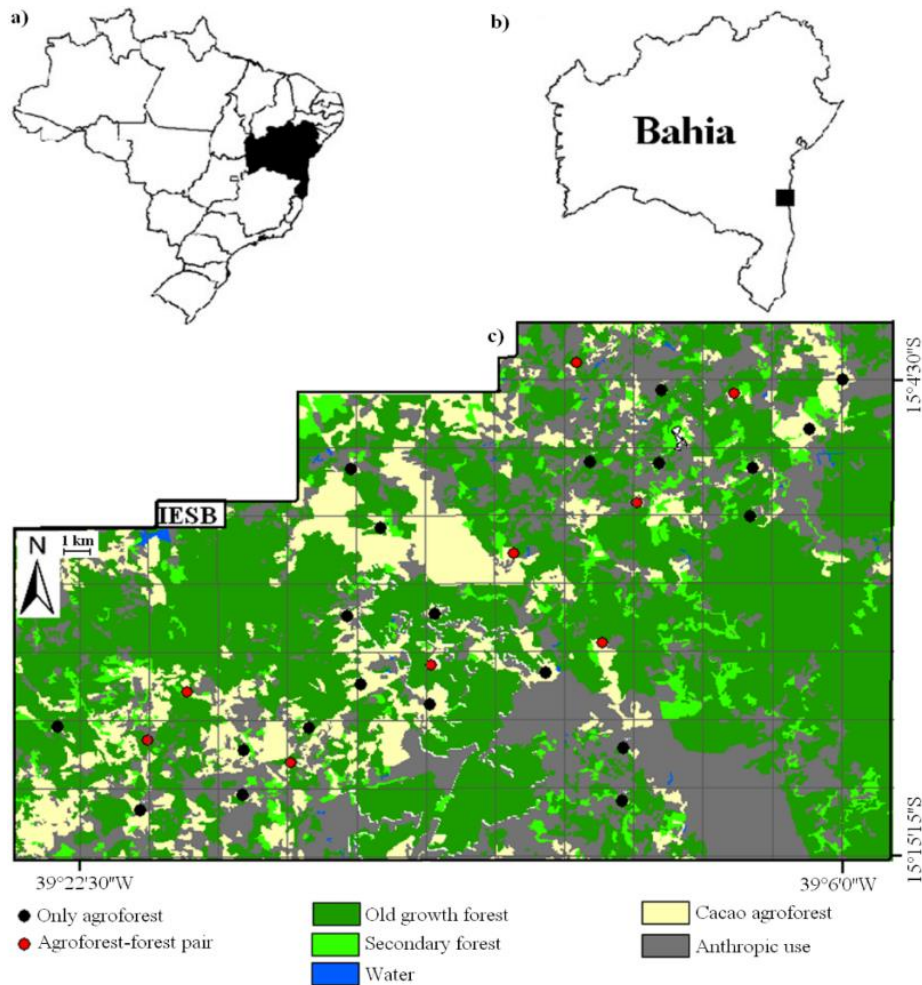 a)
b)
Bahia
c)
15°4'30"S
IESB
N
1 km
15°15'15"S
39°22'30"W
39°6'0"W
Only agroforest
Agroforest-forest pair
Old growth forest
Secondary forest
Water
Cacao agroforest
Anthropic use